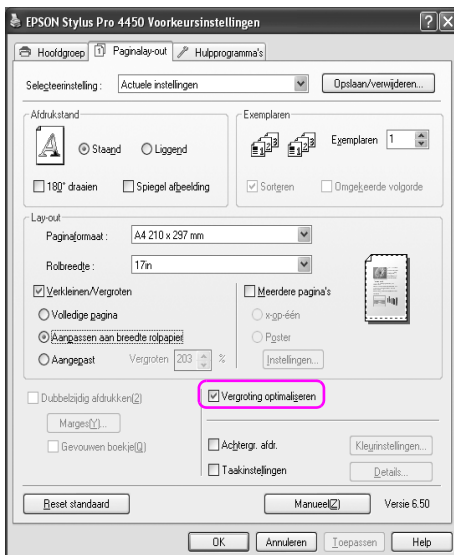 EPSON Stylus Pro 4450 Voorkeursinstellingen
Hoofdgroep Paginalay-out Hulpprogramma's
Selecteerinstelling : Actuele instellingen Opslaan/verwijderen...
Afdrukstand Exemplaren
Staand Liggend Exemplaren 1
180° draaien Spiegel afbeelding Sorteren Omgekeerde volgorde
Lay-out
Paginaformaat : A4 210 x 297 mm
Rolbreedte : 17in
Verkleinen/Vergroten Meerdere pagina's
Volledige pagina x-op-één
Aanpassen aan breedte rolpapier Poster
Aangepast Vergroten 203 % Instellingen...
Dubbelzijdig afdrukken(2) Vergroting optimaliseren
Marges(Y)...
Gevouwen boekje(Q) Achtergr. afdr. Kleurinstellingen...
Taakinstellingen Details...
Reset standaard Manueel(Z) Versie 6.50
OK Annuleren Toepassen Help